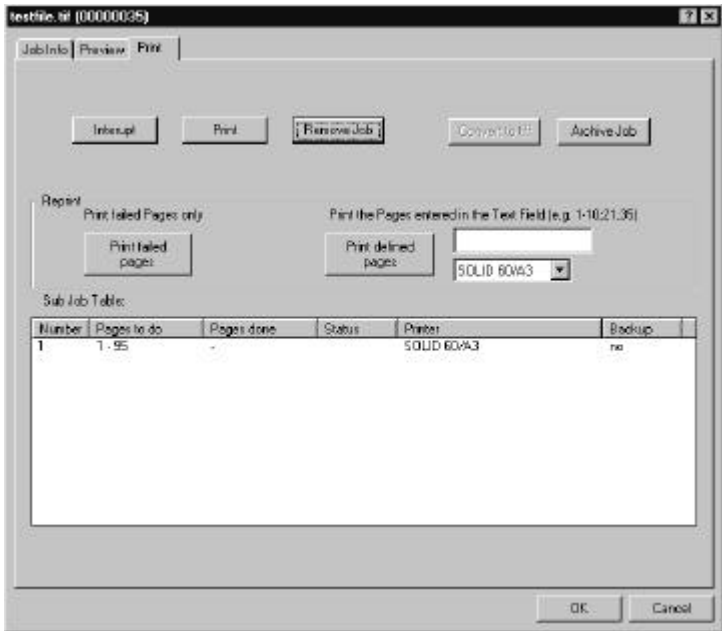 testfile.tif (00000035)
Job Info Preview Print
Interrupt Print Remove Job Convert to tiff Archive Job
Reprint
Print failed Pages only Print the Pages entered in the Text Field (e.g. 1-10;21;35)
Print failed pages Print defined pages
SOLID 60/A3
Sub Job Table:
Number Pages to do Pages done Status Printer Backup
1 1 - 95 - SOLID 60/A3 no
OK Cancel